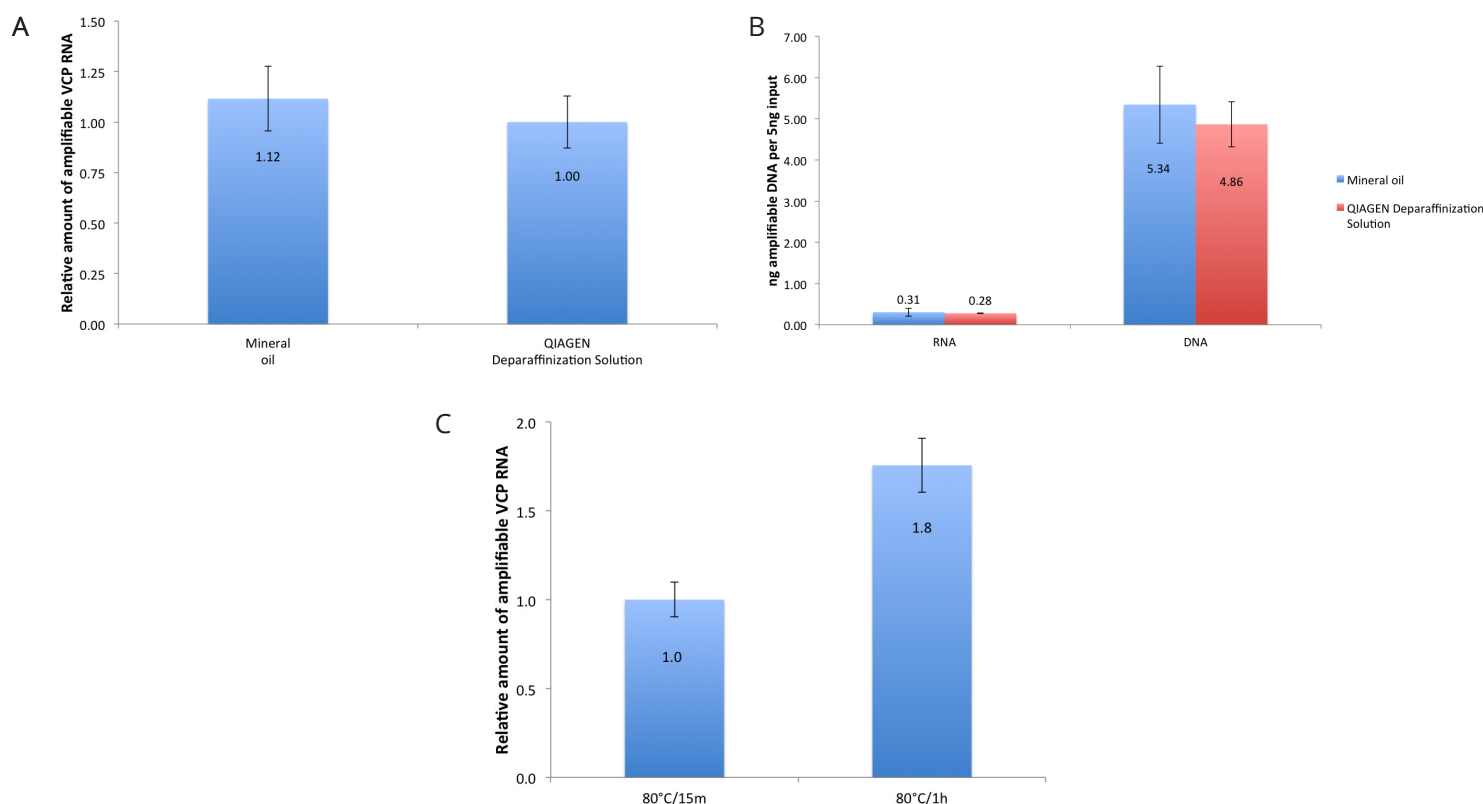 A
Relative amount of amplifiable VCP RNA
1.50
1.25
1.00
0.75
0.50
0.25
0.00
1.12
1.00
Mineral
oil
QIAGEN
Deparaffinization Solution
B
ng amplifiable DNA per 5ng input
7.00
6.00
5.00
4.00
3.00
2.00
1.00
0.00
0.31
0.28
5.34
4.86
RNA
DNA
Mineral oil
QIAGEN Deparaffinization
Solution
C
Relative amount of amplifiable VCP RNA
2.0
1.5
1.0
0.5
0.0
1.0
1.8
80°C/15m
80°C/1h